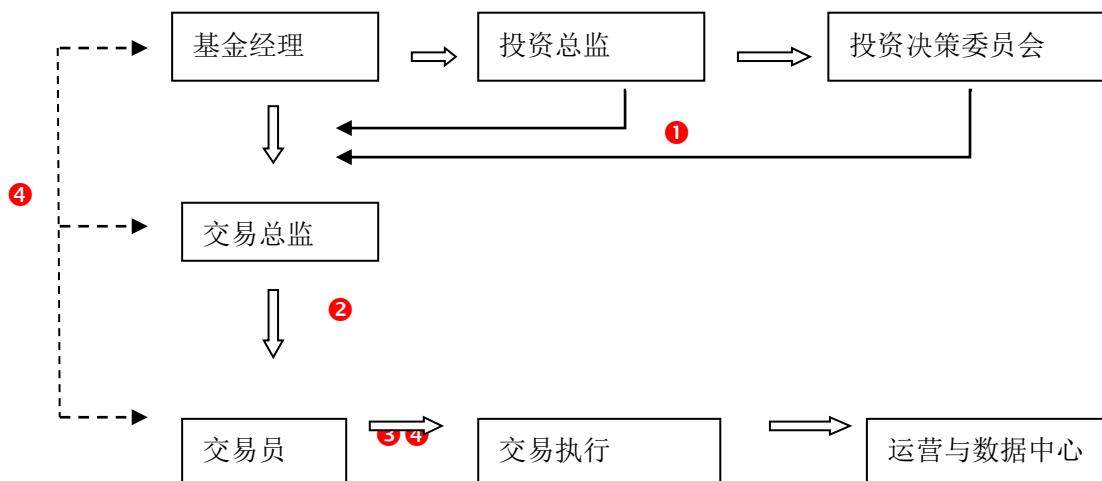 基金经理
投资总监
投资决策委员会
❶
❹
交易总监
❷
交易员
❸❹
交易执行
运营与数据中心